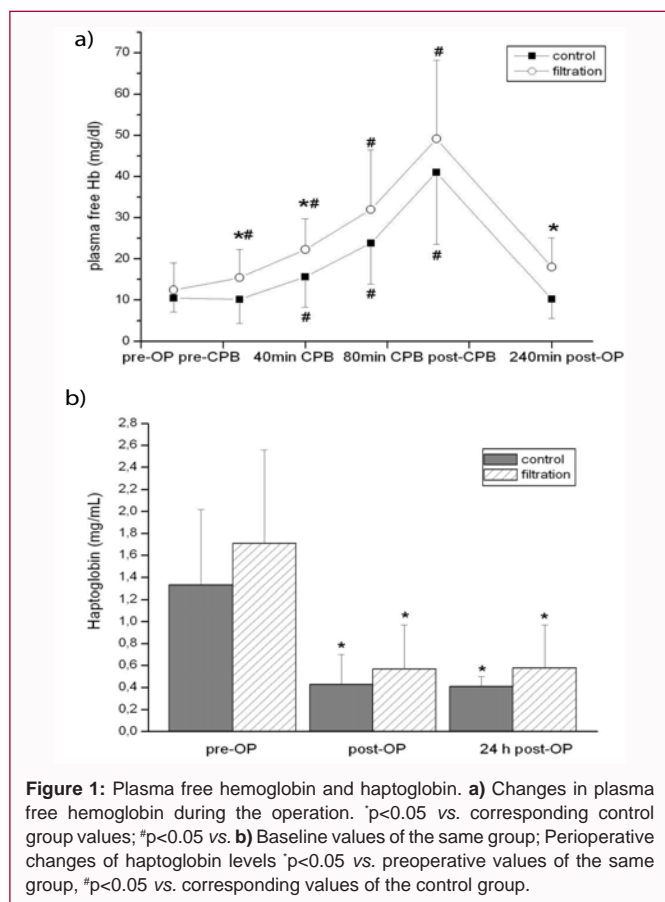 a)
control
filtration
70
60
50
40
30
20
10
0
plasma free Hb (mg/dl)
*#
*#
#
#
#
#
#
*
pre-OP pre-CPB 40min CPB 80min CPB post-CPB 240min post-OP
b)
2,8
2,6
2,4
2,2
2,0
1,8
1,6
1,4
1,2
1,0
0,8
0,6
0,4
0,2
0,0
Haptoglobin (mg/mL)
control
filtration
* * * *
pre-OP post-OP 24 h post-OP
Figure 1: Plasma free hemoglobin and haptoglobin. a) Changes in plasma
free hemoglobin during the operation. *p<0.05 vs. corresponding control
group values; #p<0.05 vs. b) Baseline values of the same group; Perioperative
changes of haptoglobin levels *p<0.05 vs. preoperative values of the same
group, #p<0.05 vs. corresponding values of the control group.